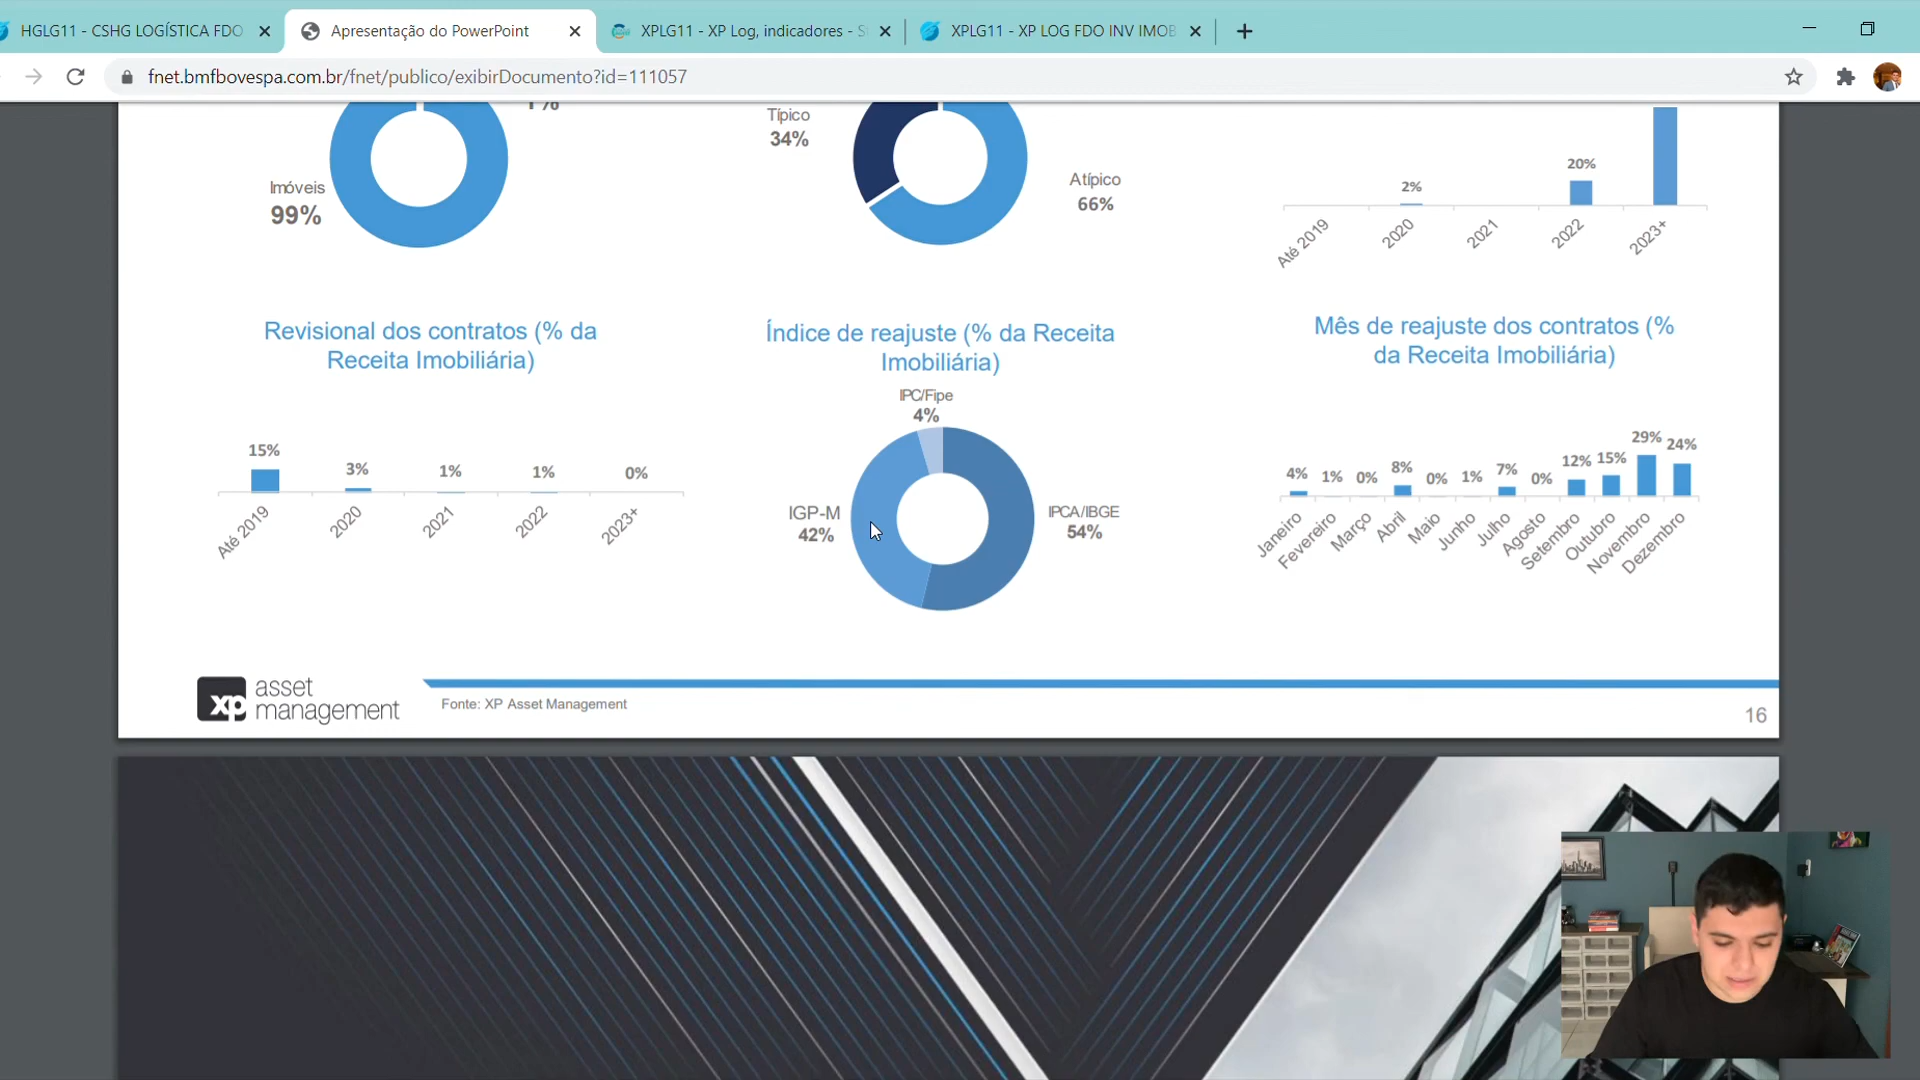 HGLG11 - CSHG LOGÍSTICA FDO
Apresentação do PowerPoint
XPLG11 - XP Log, indicadores - S
XPLG11 - XP LOG FDO INV IMOB
fnet.bmfbovespa.com.br/fnet/publico/exibirDocumento?id=111057
1%
Imóveis
99%
Típico
34%
Atípico
66%
2%
20%
Até 2019
2020
2021
2022
2023+
Revisional dos contratos (% da
Receita Imobiliária)
15%
3%
1%
1%
0%
Até 2019
2020
2021
2022
2023+
Índice de reajuste (% da Receita
Imobiliária)
IPC/Fipe
4%
IGP-M
42%
IPCA/IBGE
54%
Mês de reajuste dos contratos (%
da Receita Imobiliária)
4%
1%
0%
8%
0%
1%
7%
0%
12%
15%
29%
24%
Janeiro
Fevereiro
Março
Abril
Maio
Junho
Julho
Agosto
Setembro
Outubro
Novembro
Dezembro
xp asset
management
Fonte: XP Asset Management
16